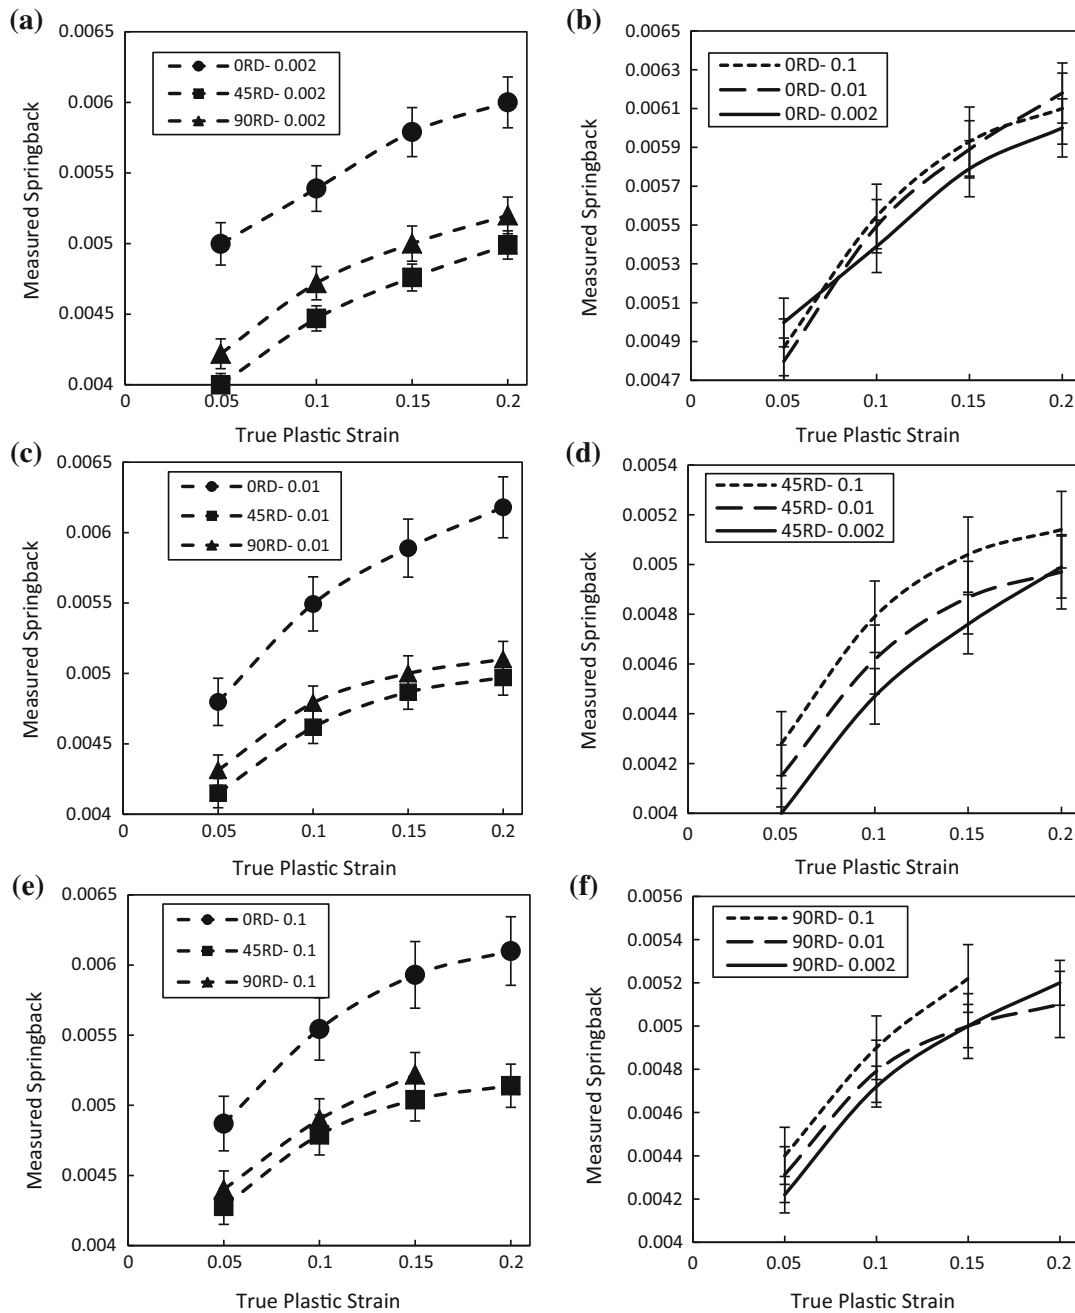 (a)
0.0065
0.006
0.0055
0.005
0.0045
0.004
0 0.05 0.1 0.15 0.2
Measured Springback
True Plastic Strain
0RD- 0.002
45RD- 0.002
90RD- 0.002
(b)
0.0065
0.0063
0.0061
0.0059
0.0057
0.0055
0.0053
0.0051
0.0049
0.0047
0 0.05 0.1 0.15 0.2
Measured Springback
True Plastic Strain
0RD- 0.1
0RD- 0.01
0RD- 0.002
(c)
0.0065
0.006
0.0055
0.005
0.0045
0.004
0 0.05 0.1 0.15 0.2
Measured Springback
True Plastic Strain
0RD- 0.01
45RD- 0.01
90RD- 0.01
(d)
0.0054
0.0052
0.005
0.0048
0.0046
0.0044
0.0042
0.004
0 0.05 0.1 0.15 0.2
Measured Springback
True Plastic Strain
45RD- 0.1
45RD- 0.01
45RD- 0.002
(e)
0.0065
0.006
0.0055
0.005
0.0045
0.004
0 0.05 0.1 0.15 0.2
Measured Springback
True Plastic Strain
0RD- 0.1
45RD- 0.1
90RD- 0.1
(f)
0.0056
0.0054
0.0052
0.005
0.0048
0.0046
0.0044
0.0042
0.004
0 0.05 0.1 0.15 0.2
Measured Springback
True Plastic Strain
90RD- 0.1
90RD- 0.01
90RD- 0.002